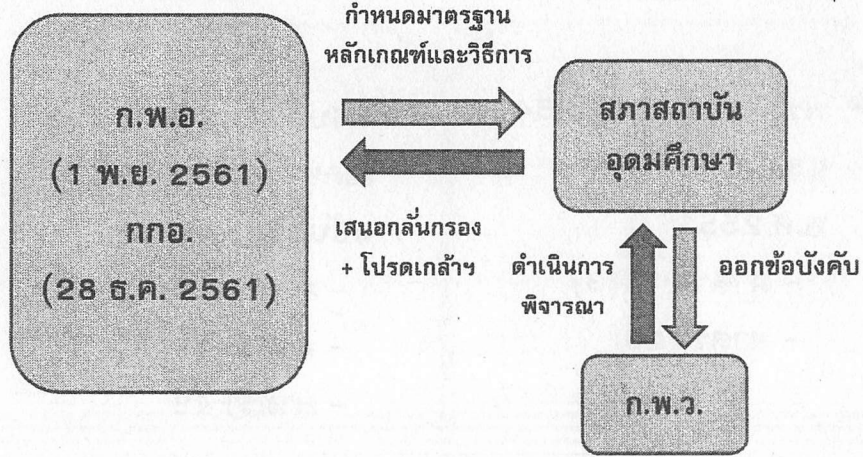 กำหนดมาตรฐาน
หลักเกณฑ์และวิธีการ
ก.พ.อ.
(1 พ.ย. 2561)
กกอ.
(28 ธ.ค. 2561)
สภาสถาบัน
อุดมศึกษา
เสนอกลั่นกรอง
+ โปรดเกล้าฯ
ดำเนินการ
พิจารณา
ออกข้อบังคับ
ก.พ.ว.